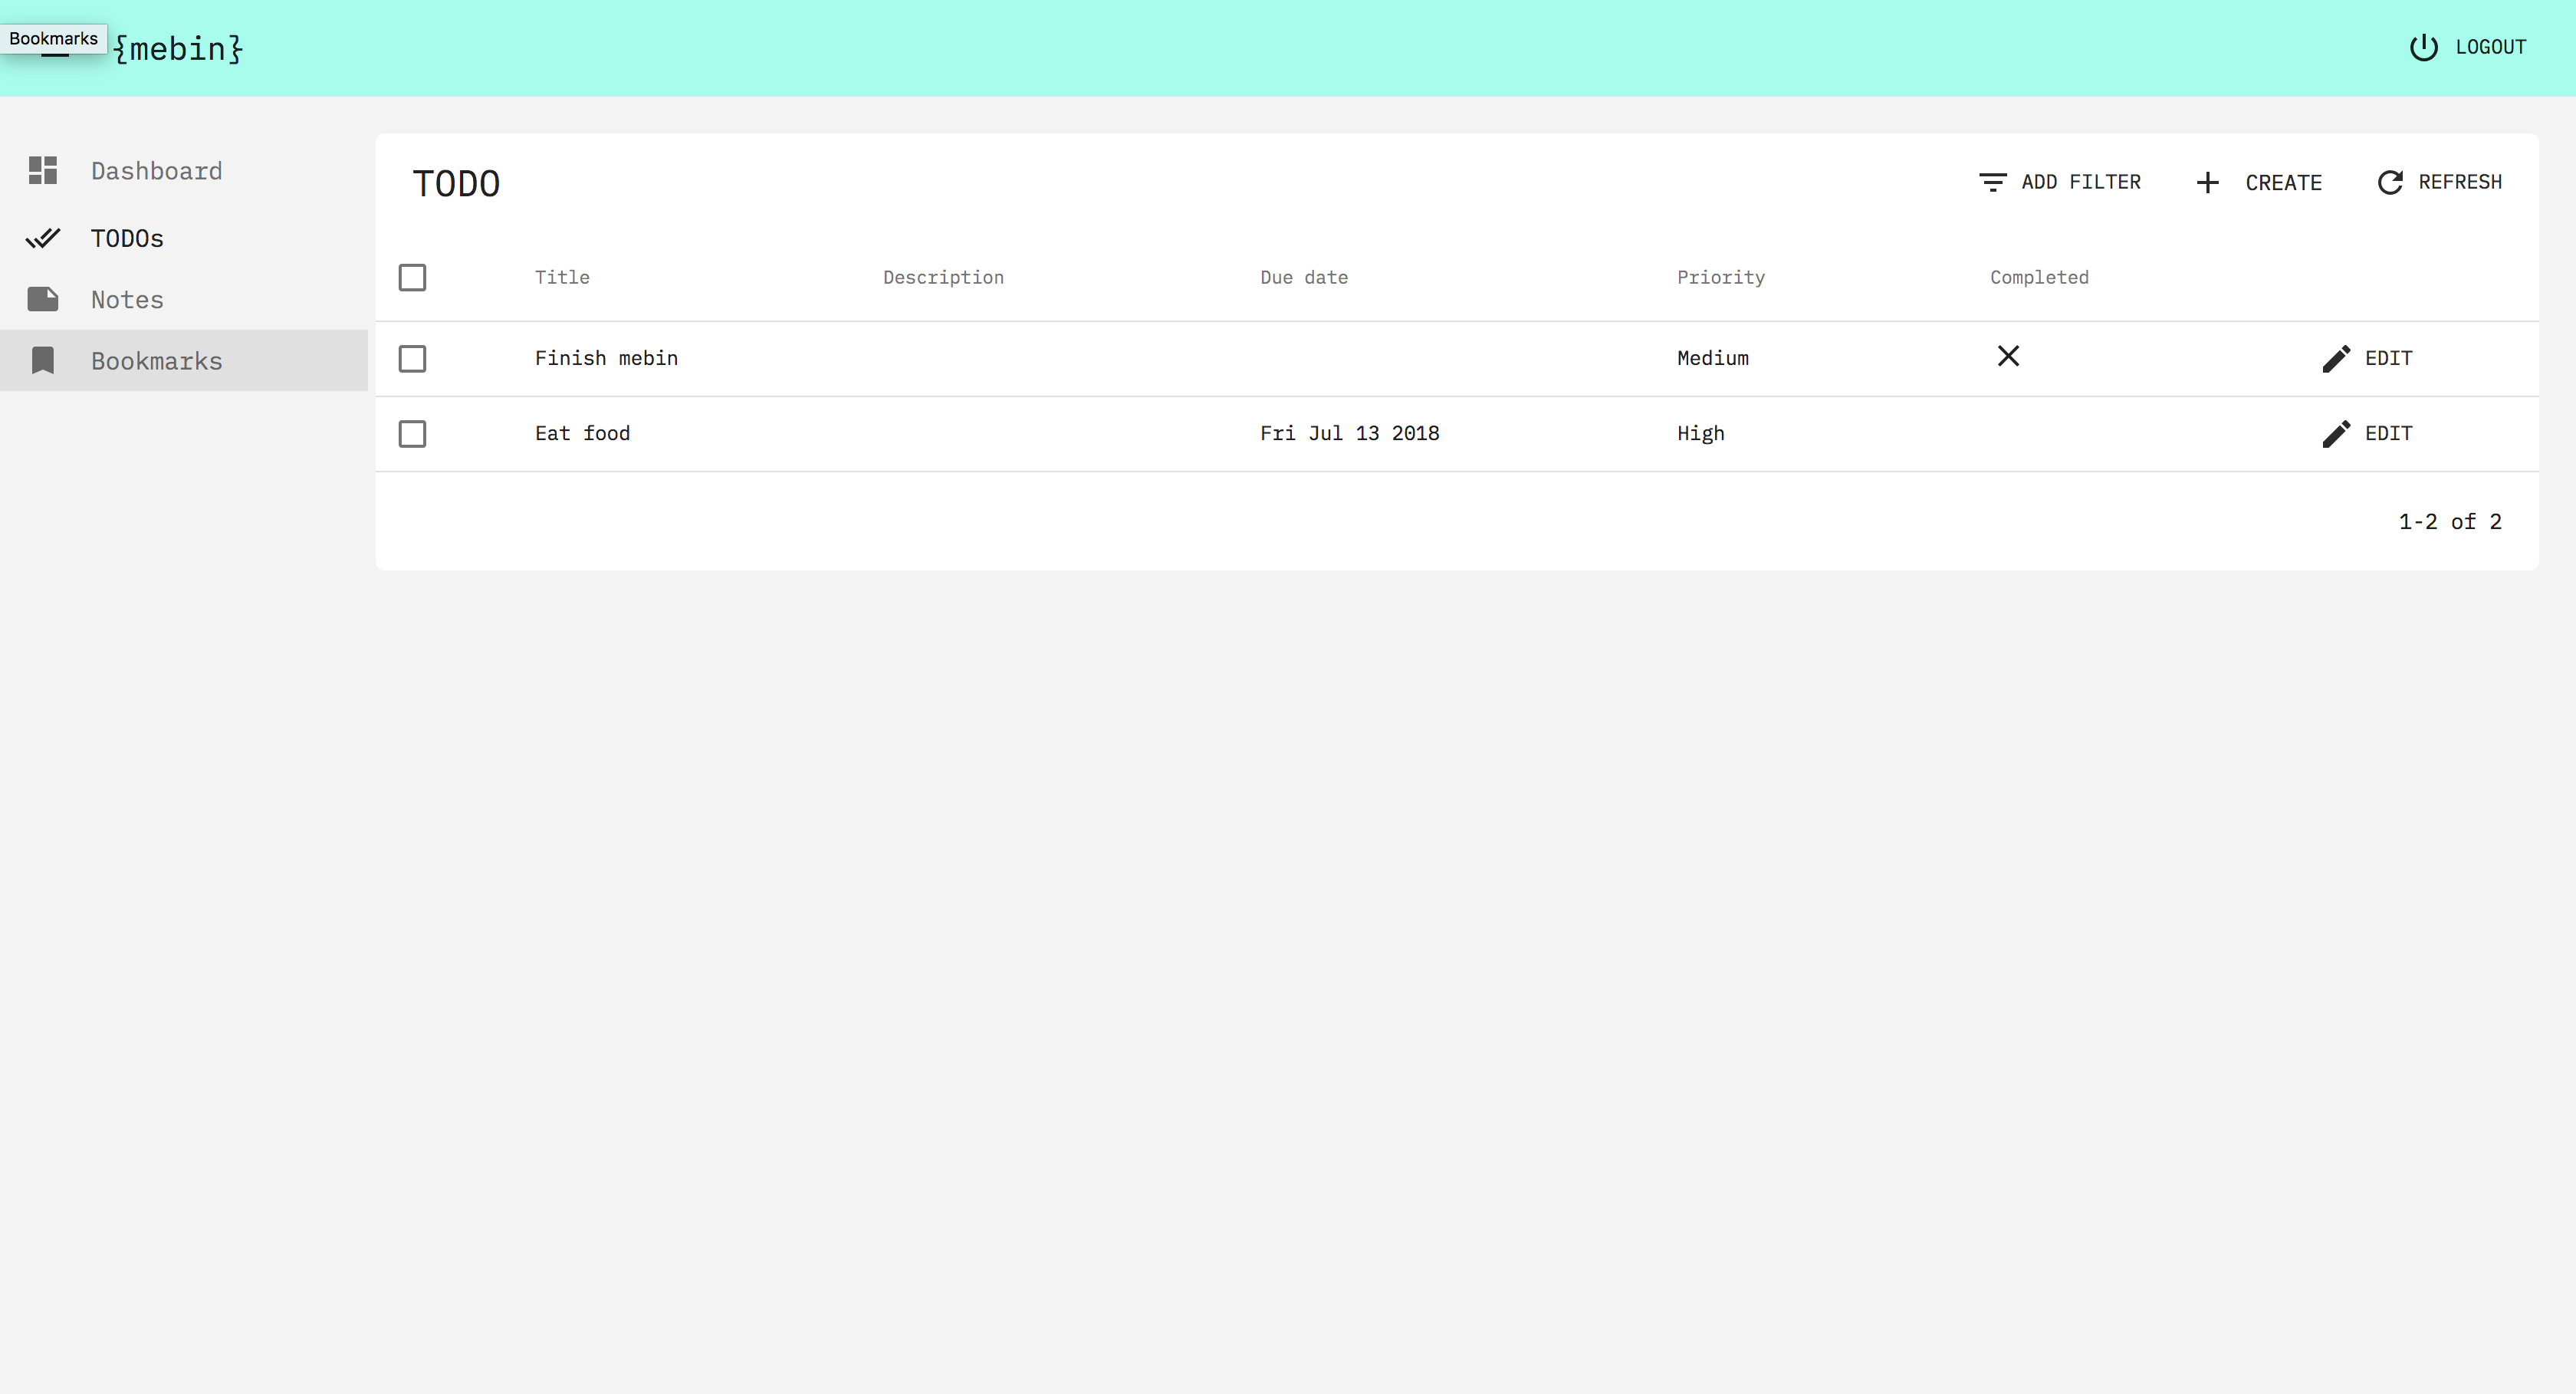 Bookmarks
{mebin}
LOGOUT
Dashboard
TODOs
Notes
Bookmarks
TODO
ADD FILTER
CREATE
REFRESH
Title Description Due date Priority Completed
Finish mebin Medium EDIT
Eat food Fri Jul 13 2018 High EDIT
1-2 of 2